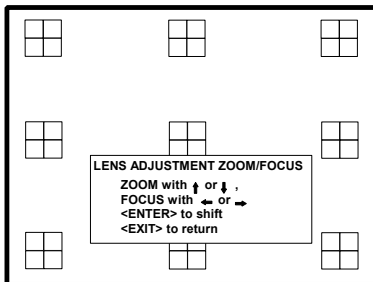 LENS ADJUSTMENT ZOOM/FOCUS
ZOOM with ↑ or ↓ ,
FOCUS with ← or →
<ENTER> to shift
<EXIT> to return